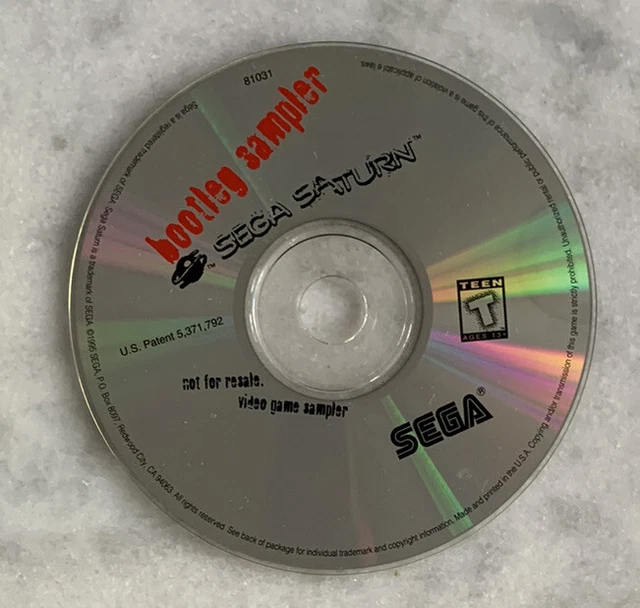 81031
bootleg sampler
SEGA SATURN™
U.S. Patent 5,371,792
TEEN
T
AGES 13+
not for resale.
video game sampler
SEGA®
Sega is a registered trademark of SEGA. Sega Saturn is a trademark of SEGA. ©1995 SEGA, P.O. Box 8097, Redwood City, CA 94063. All rights reserved. See back of package for individual trademark and copyright information. Made and printed in the U.S.A. Copying and/or transmission of this game is strictly prohibited. Unauthorized rental or public performance of this game is a violation of applicable laws.